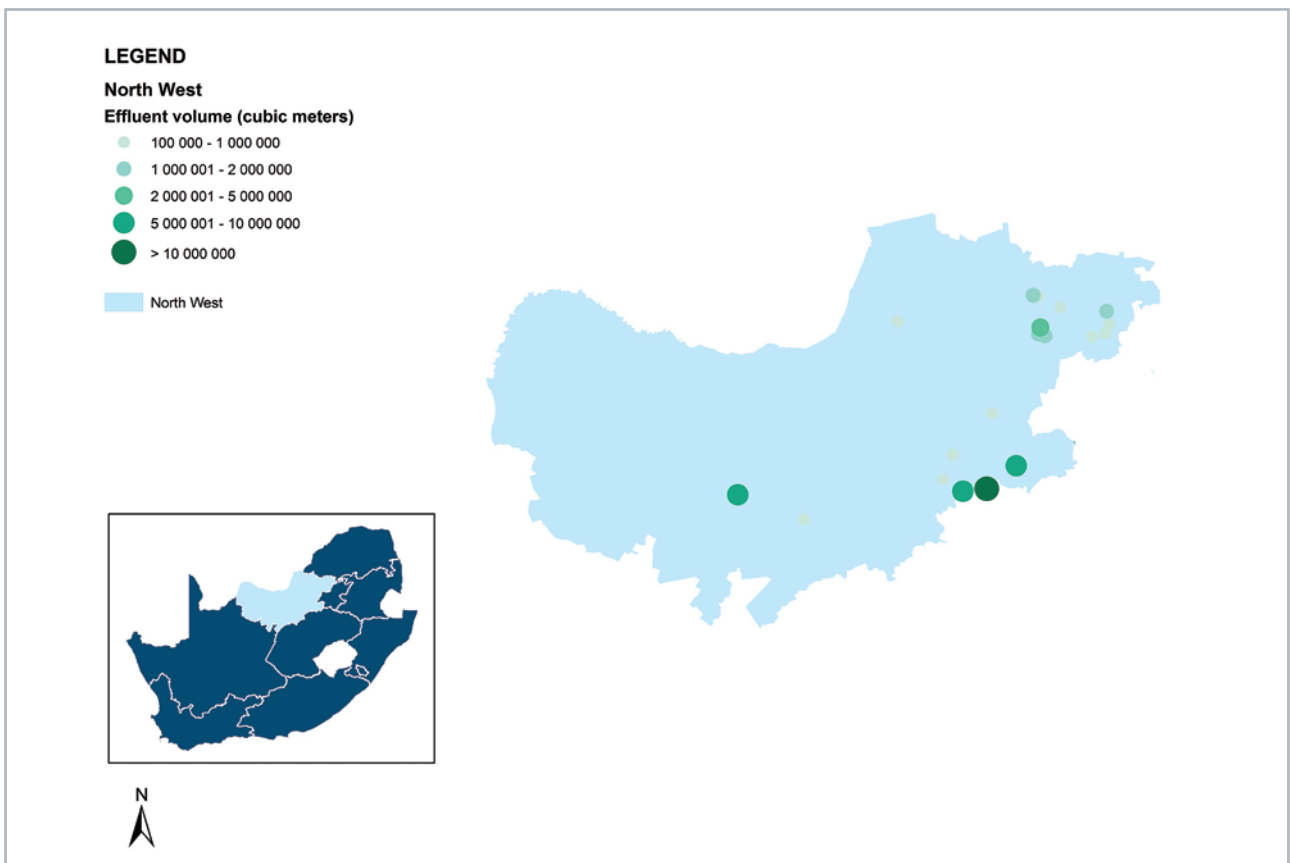 LEGEND
North West
Effluent volume (cubic meters)
100 000 - 1 000 000
1 000 001 - 2 000 000
2 000 001 - 5 000 000
5 000 001 - 10 000 000
> 10 000 000
North West
N